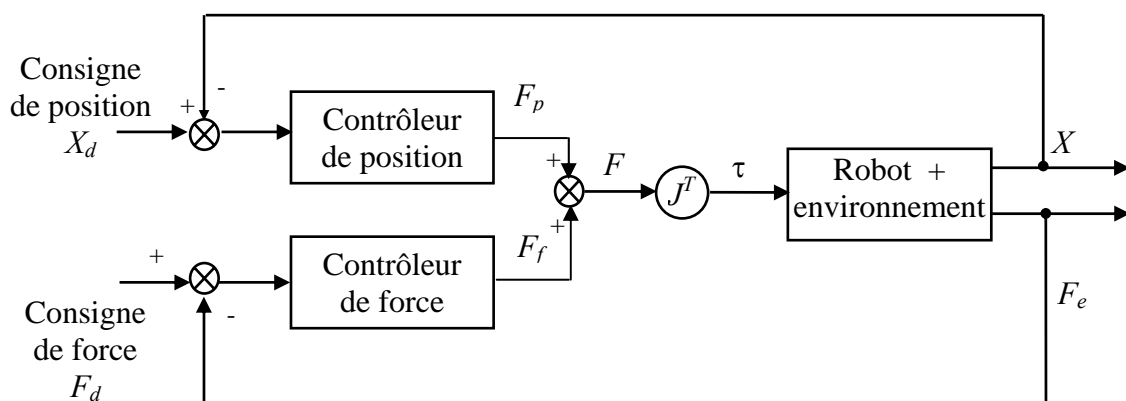 Consigne
de position
X_d
+
-
Contrôleur
de position
F_p
+
+
F
J^T
τ
Robot +
environnement
X
F_e
Consigne
de force
F_d
+
-
Contrôleur
de force
F_f